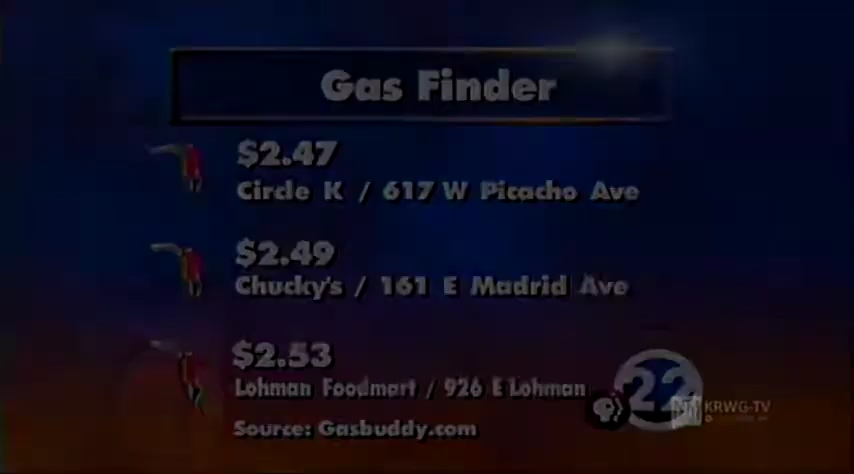 Gas Finder
$2.47
Circle K / 617 W Picacho Ave
$2.49
Chucky's / 161 E Madrid Ave
$2.53
Lohman Foodmart / 926 E Lohman
22
KRWG-TV
Source: Gasbuddy.com